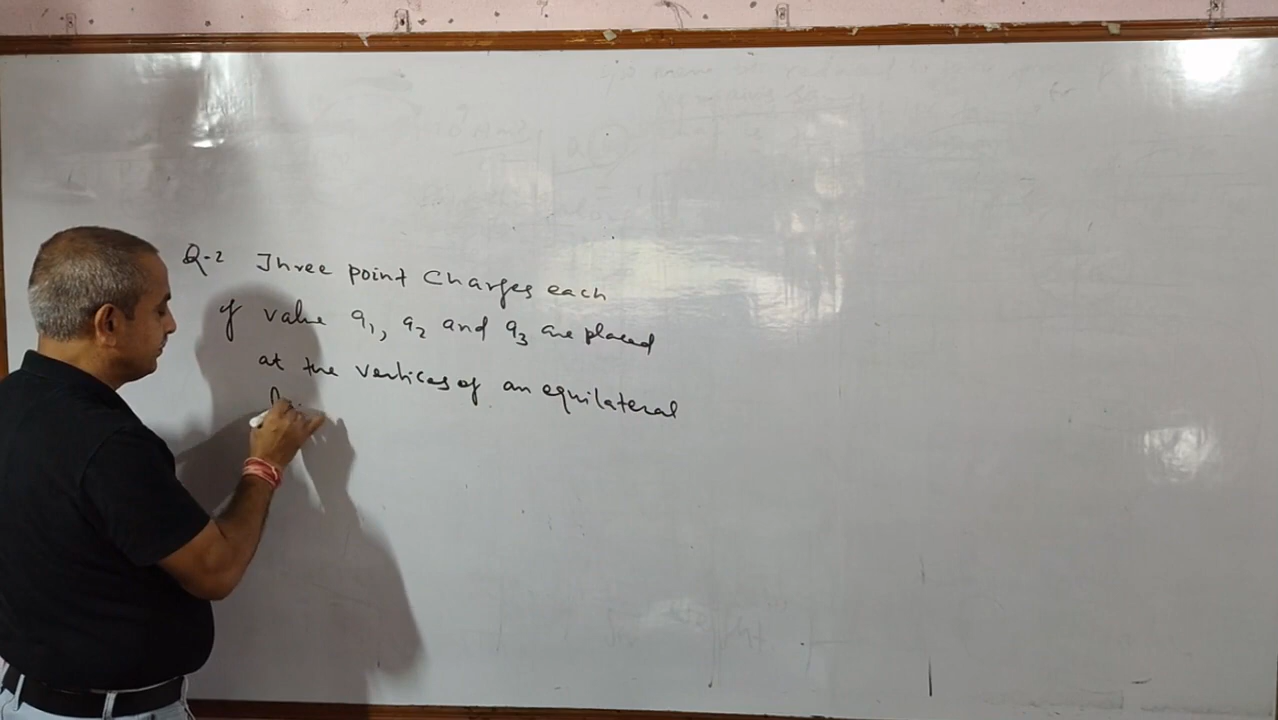 Q-2 Three point Charges each
of value q1, q2 and q3 are placed
at the vertices of an equilateral